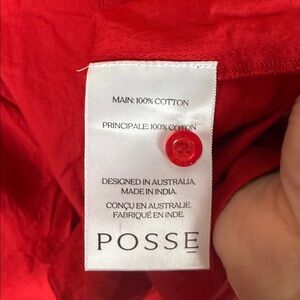 MAIN: 100% COTTON
PRINCIPALE: 100% COTON
DESIGNED IN AUSTRALIA.
MADE IN INDIA.
CONÇU EN AUSTRALIE.
FABRIQUÉ EN INDE.
POSSE